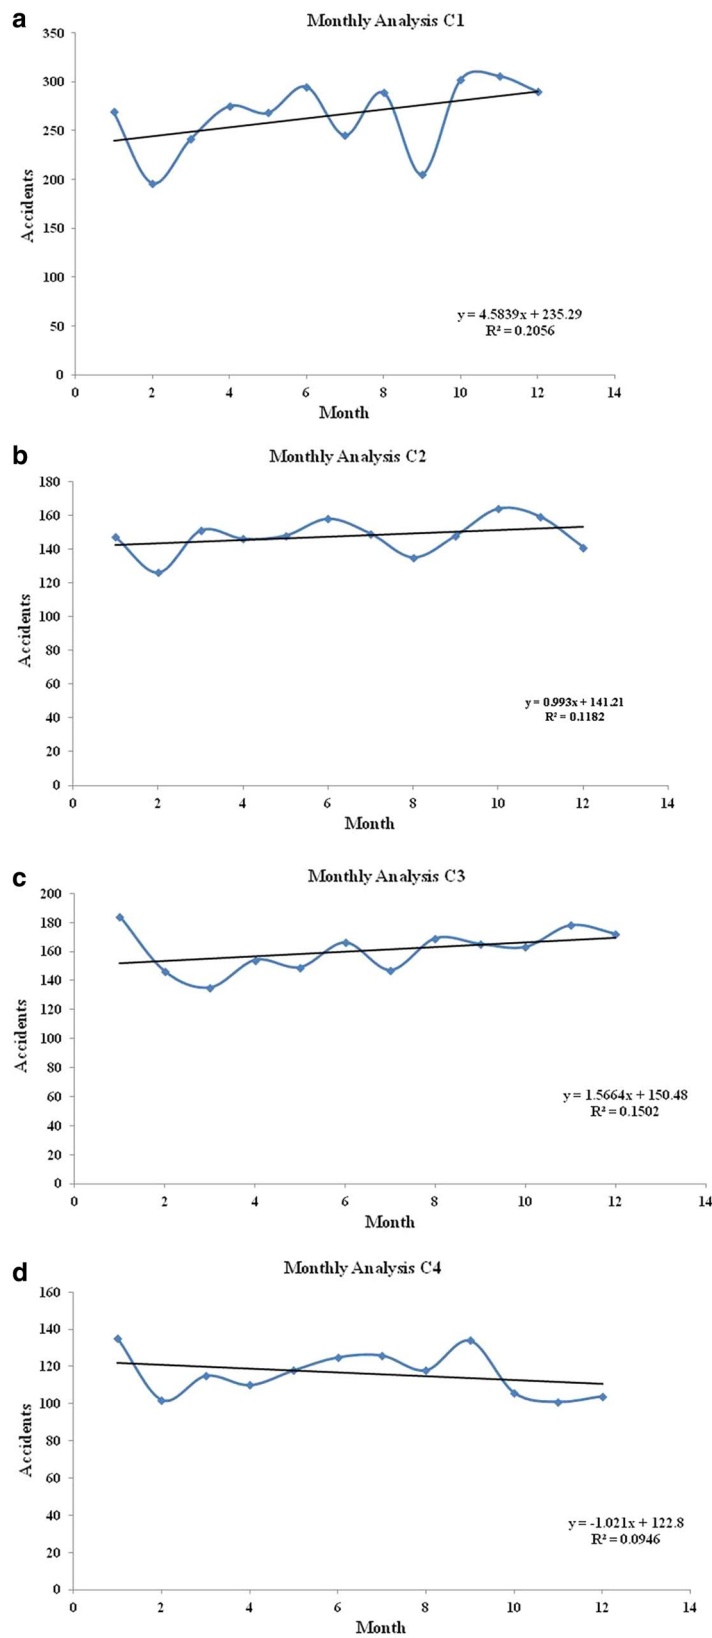 a
Monthly Analysis C1
350
300
250
200
150
100
50
0
Accidents
y = 4.5839x + 235.29
R² = 0.2056
0 2 4 6 8 10 12 14
Month
b
Monthly Analysis C2
180
160
140
120
100
80
60
40
20
0
Accidents
y = 0.993x + 141.21
R² = 0.1182
0 2 4 6 8 10 12 14
Month
c
Monthly Analysis C3
200
180
160
140
120
100
80
60
40
20
0
Accidents
y = 1.5664x + 150.48
R² = 0.1502
0 2 4 6 8 10 12 14
Month
d
Monthly Analysis C4
160
140
120
100
80
60
40
20
0
Accidents
y = -1.021x + 122.8
R² = 0.0946
0 2 4 6 8 10 12 14
Month